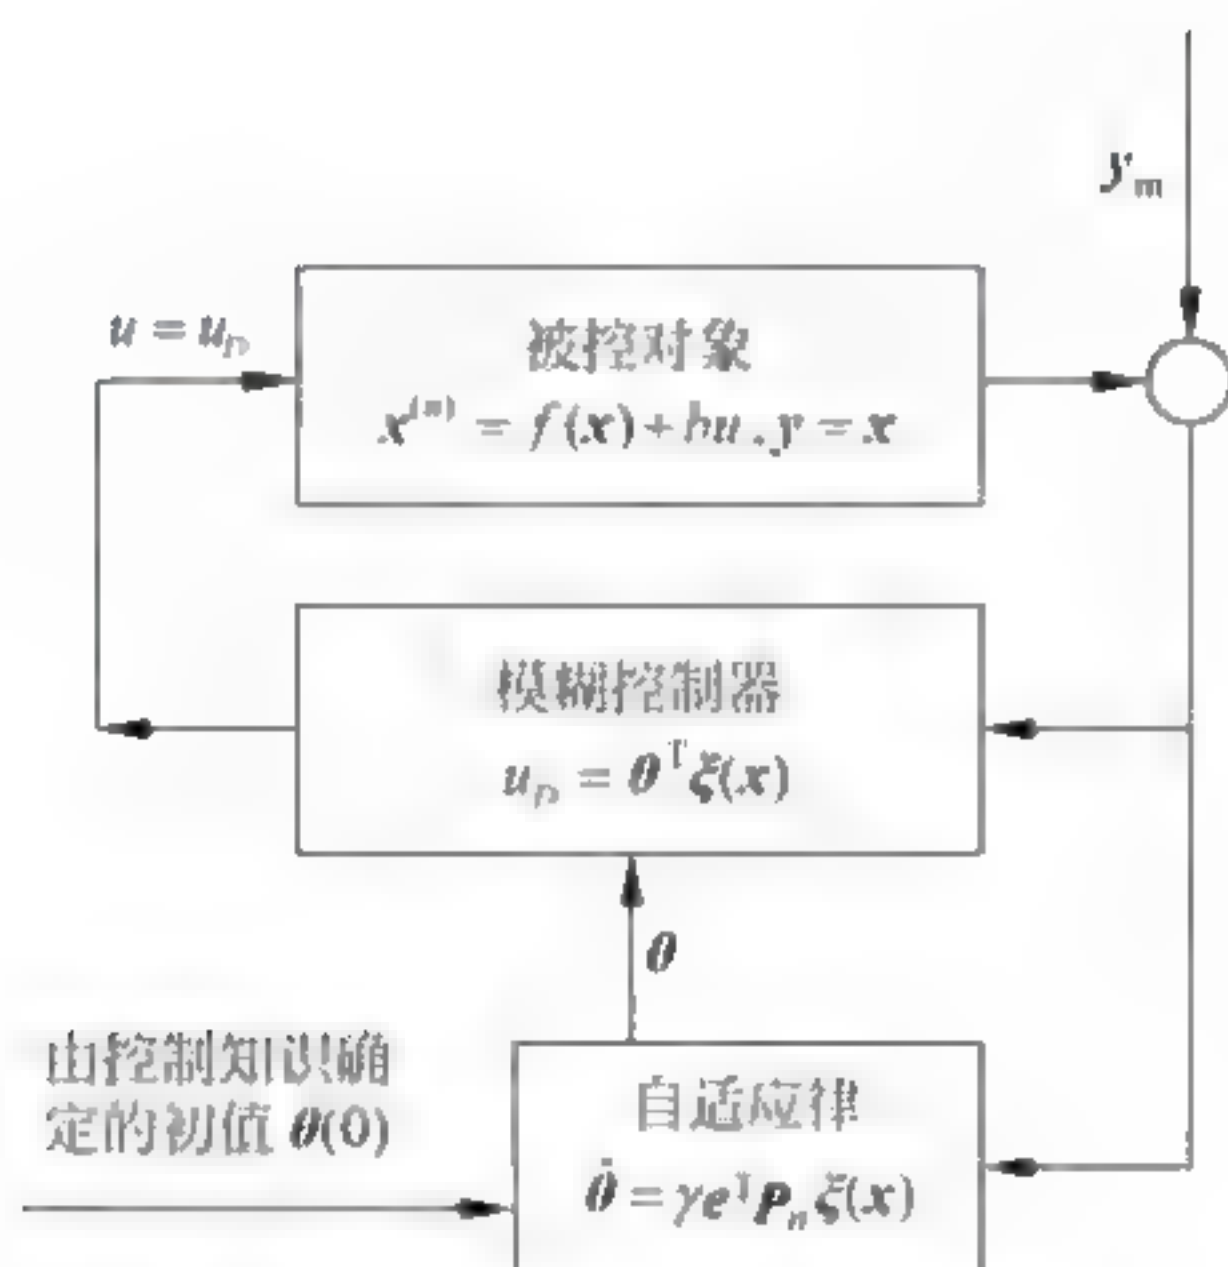 y_m
u = u_D
被控对象
x^(n) = f(x) + bu, y = x
模糊控制器
u_D = θ^T ξ(x)
θ
由控制知识确
定的初值 θ(0)
自适应律
θ̇ = γe^T p_n ξ(x)